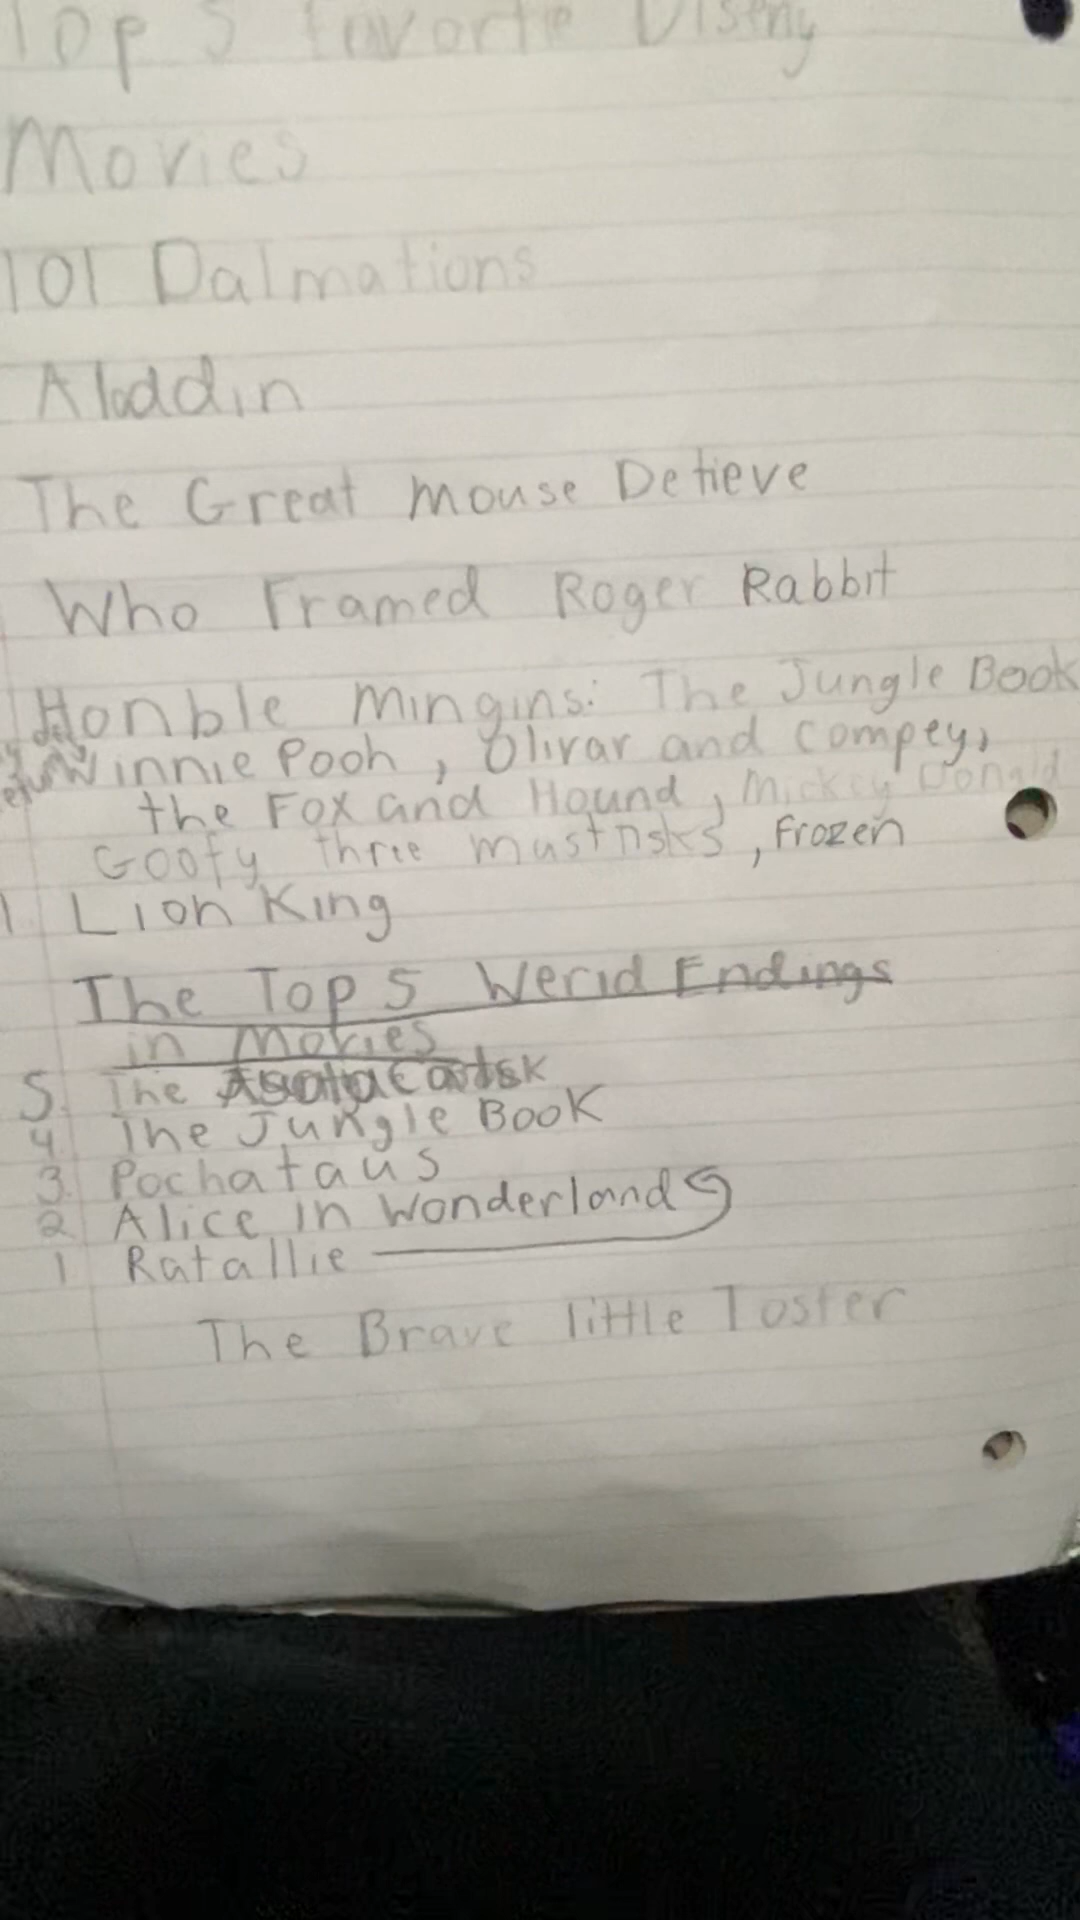 Top 5 favorte Diseny
Movies
101 Dalmations
Aladdin
The Great mouse Detieve
Who Framed Roger Rabbit
Honble Mingins: The Jungle Book
Winnie Pooh, Olivar and compey,
the Fox and Hound, Mickey Donald
Goofy three mustnsks, Frozen
1. Lion King
The Top 5 Werid Endings
in Movies
5. The
4 The Jungle Book
3. Pochataus
2 Alice in Wonderland
1 Ratallie
The Brave little Toster